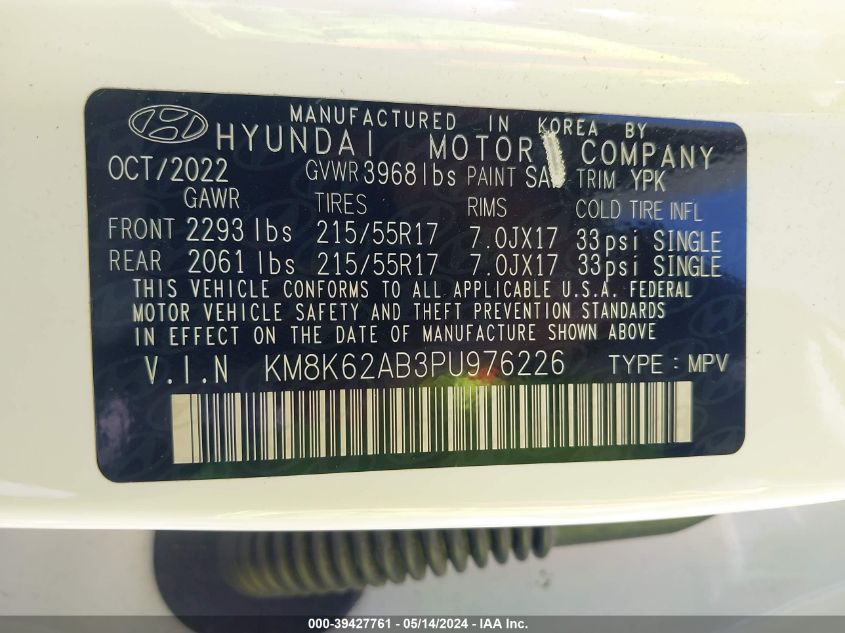 MANUFACTURED IN KOREA BY
HYUNDAI MOTOR COMPANY
OCT/2022 GVWR 3968 lbs PAINT SA TRIM YPK
GAWR TIRES RIMS COLD TIRE INFL
FRONT 2293 lbs 215/55R17 7.0JX17 33psi SINGLE
REAR 2061 lbs 215/55R17 7.0JX17 33psi SINGLE
THIS VEHICLE CONFORMS TO ALL APPLICABLE U.S.A. FEDERAL
MOTOR VEHICLE SAFETY AND THEFT PREVENTION STANDARDS
IN EFFECT ON THE DATE OF MANUFACTURE SHOWN ABOVE
V.I.N KM8K62AB3PU976226 TYPE : MPV
000-39427761 - 05/14/2024 - IAA Inc.